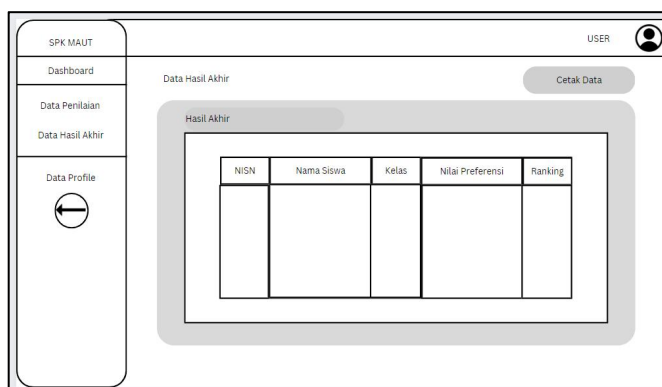 SPK MAUT
USER
Dashboard
Data Penilaian
Data Hasil Akhir
Data Profile
Data Hasil Akhir
Cetak Data
Hasil Akhir
NISN
Nama Siswa
Kelas
Nilai Preferensi
Ranking